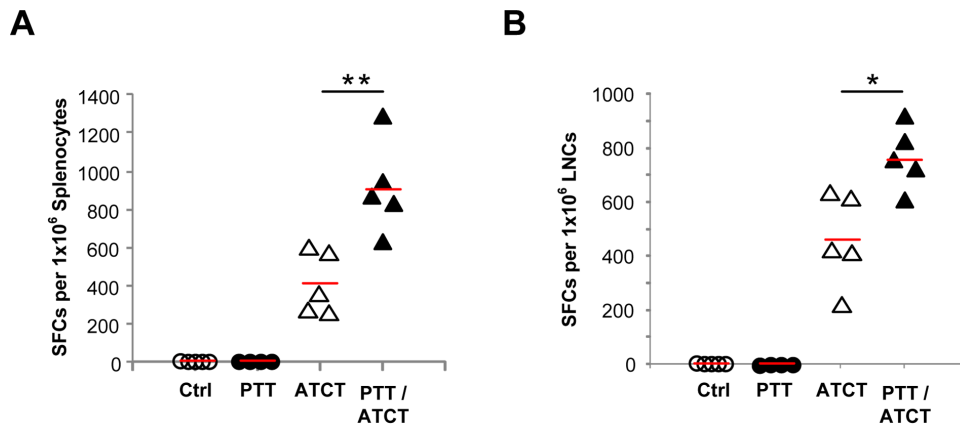 A
**
SFCs per 1x10⁶ Splenocytes
1400
1200
1000
800
600
400
200
0
Ctrl PTT ATCT PTT /
ATCT
B
*
SFCs per 1x10⁶ LNCs
1000
800
600
400
200
0
Ctrl PTT ATCT PTT /
ATCT